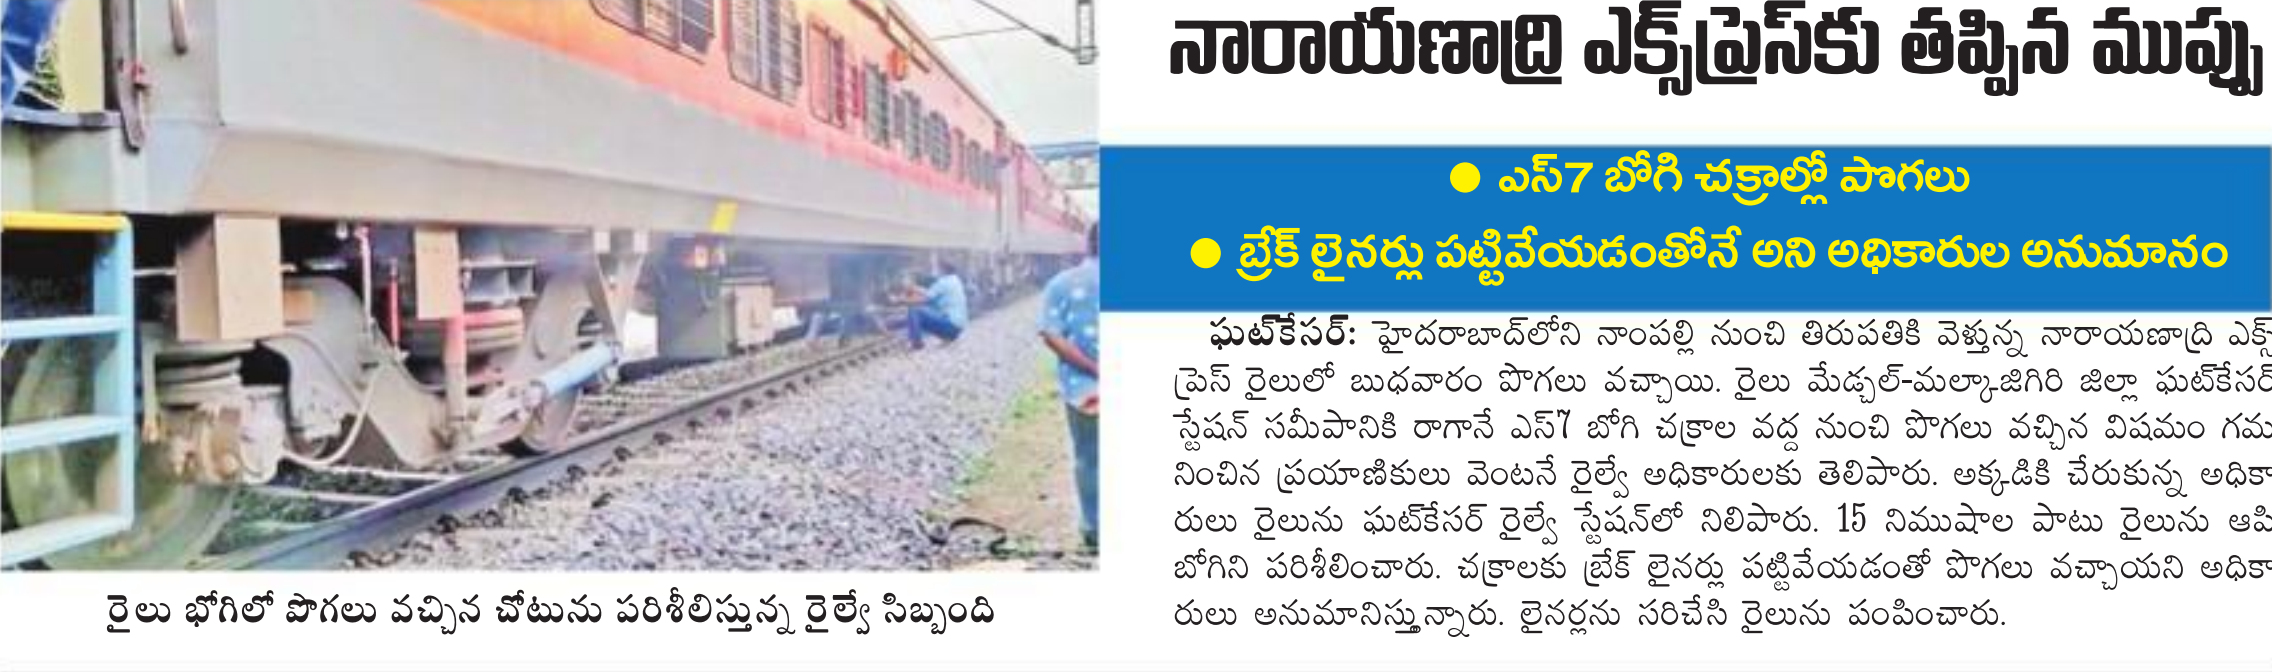 నారాయణాద్రి ఎక్స్‌ప్రెస్‌కు తప్పిన ముప్పు
● ఎస్7 బోగి చక్రాల్లో పొగలు
● బ్రేక్ లైనర్లు పట్టివేయడంతోనే అని అధికారుల అనుమానం
ఘట్‌కేసర్: హైదరాబాద్‌లోని నాంపల్లి నుంచి తిరుపతికి వెళ్తున్న నారాయణాద్రి ఎక్స్
ప్రెస్ రైలులో బుధవారం పొగలు వచ్చాయి. రైలు మేడ్చల్-మల్కాజిగిరి జిల్లా ఘట్‌కేసర్
స్టేషన్ సమీపానికి రాగానే ఎస్7 బోగి చక్రాల వద్ద నుంచి పొగలు వచ్చిన విషమం గమ
నించిన ప్రయాణికులు వెంటనే రైల్వే అధికారులకు తెలిపారు. అక్కడికి చేరుకున్న అధికా
రులు రైలును ఘట్‌కేసర్ రైల్వే స్టేషన్‌లో నిలిపారు. 15 నిముషాల పాటు రైలును ఆపి
బోగిని పరిశీలించారు. చక్రాలకు బ్రేక్ లైనర్లు పట్టివేయడంతో పొగలు వచ్చాయని అధికా
రులు అనుమానిస్తున్నారు. లైనర్లను సరిచేసి రైలును పంపించారు.
రైలు భోగిలో పొగలు వచ్చిన చోటును పరిశీలిస్తున్న రైల్వే సిబ్బంది